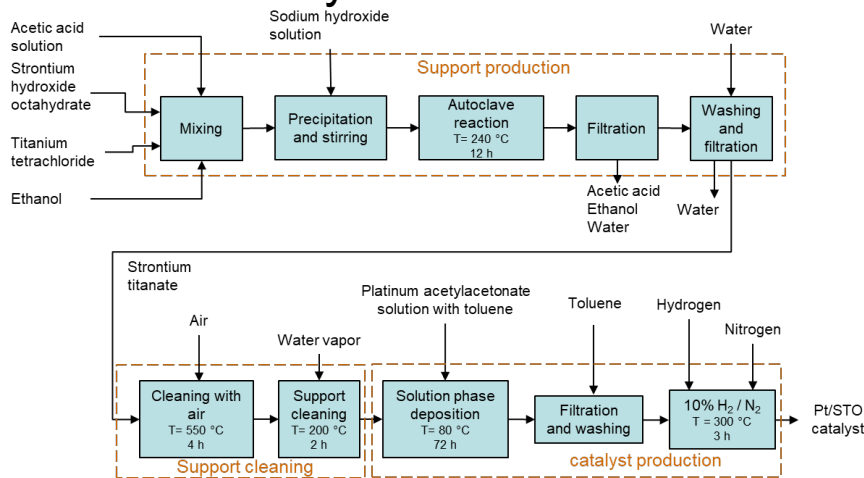 Acetic acid
solution
Strontium
hydroxide
octahydrate
Titanium
tetrachloride
Ethanol
Sodium hydroxide
solution
Water
Support production
Mixing
Precipitation
and stirring
Autoclave
reaction
T= 240 °C
12 h
Filtration
Washing
and
filtration
Acetic acid
Ethanol
Water
Water
Strontium
titanate
Air
Water vapor
Platinum acetylacetonate
solution with toluene
Toluene
Hydrogen
Nitrogen
Cleaning with
air
T= 550 °C
4 h
Support
cleaning
T= 200 °C
2 h
Solution phase
deposition
T= 80 °C
72 h
Filtration
and washing
10% H₂ / N₂
T = 300 °C
3 h
Pt/STO
catalyst
Support cleaning
catalyst production